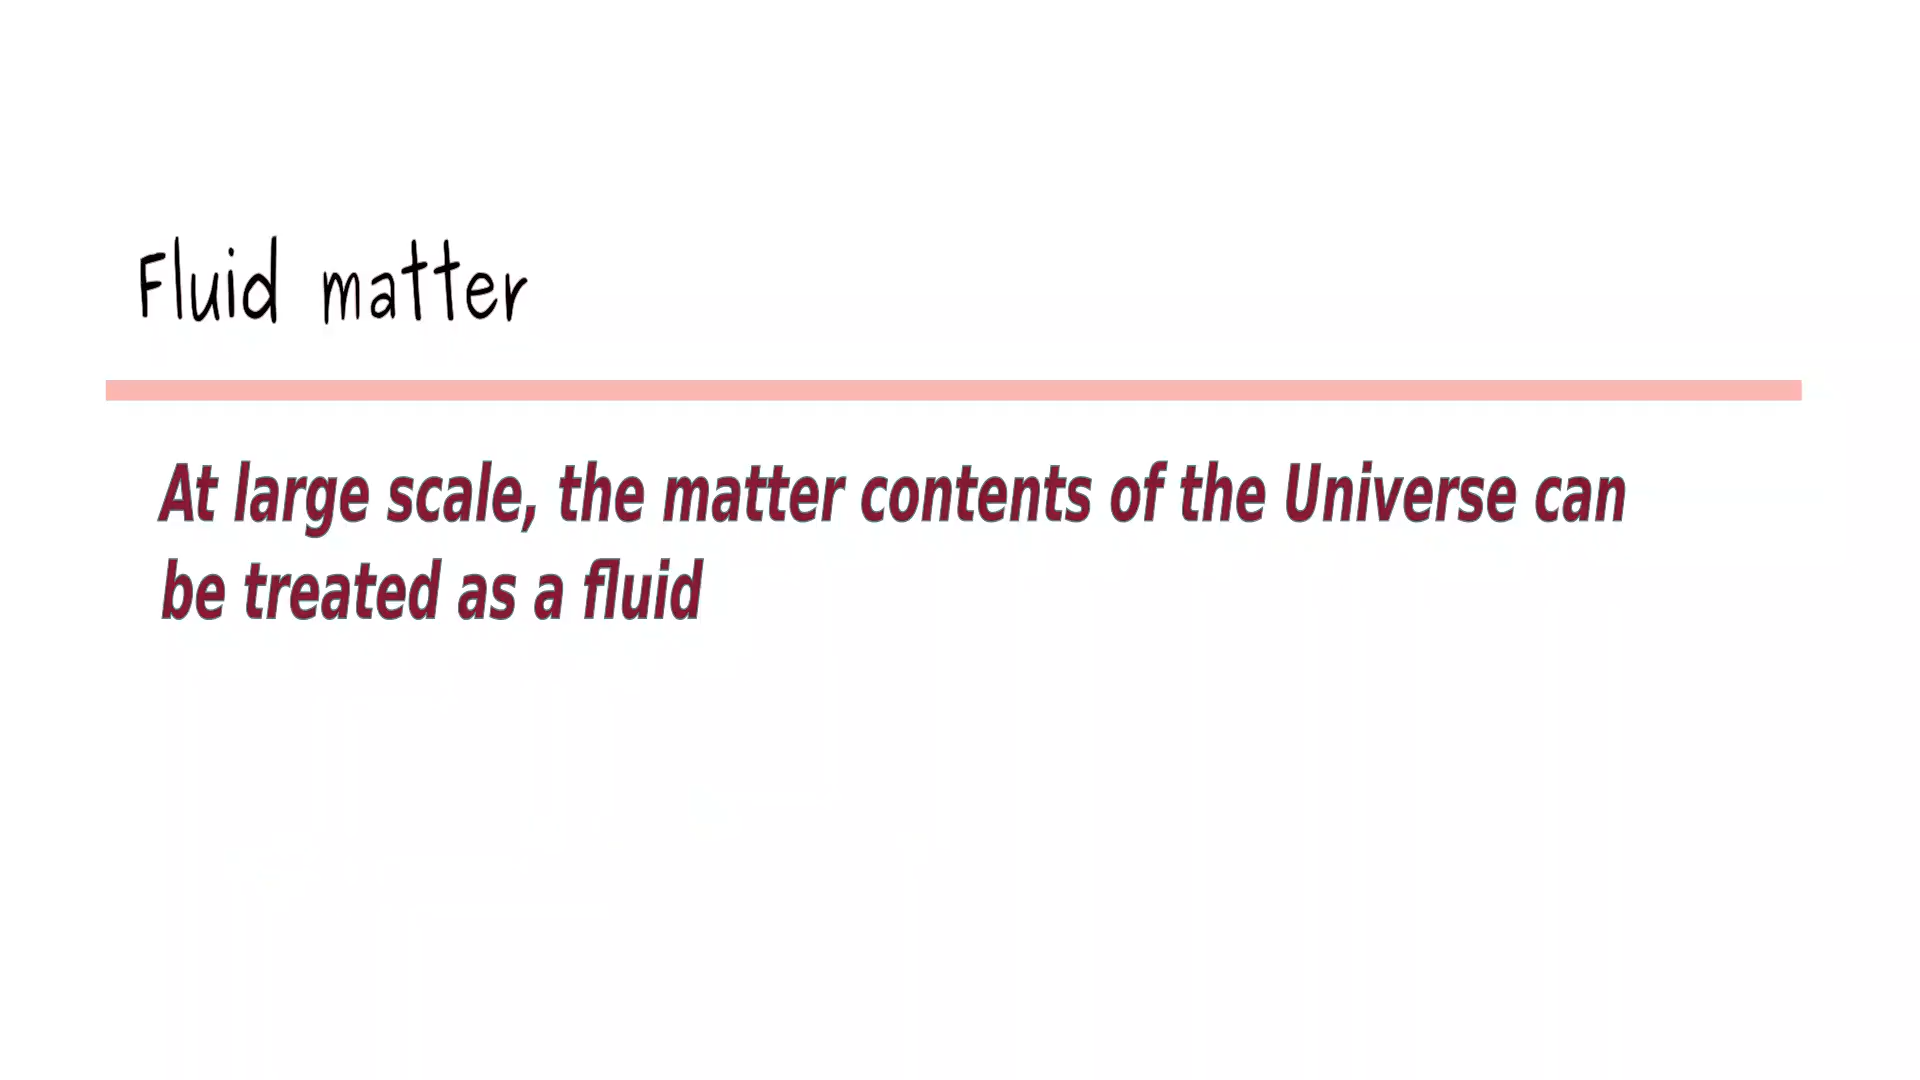 Fluid matter
At large scale, the matter contents of the Universe can
be treated as a fluid